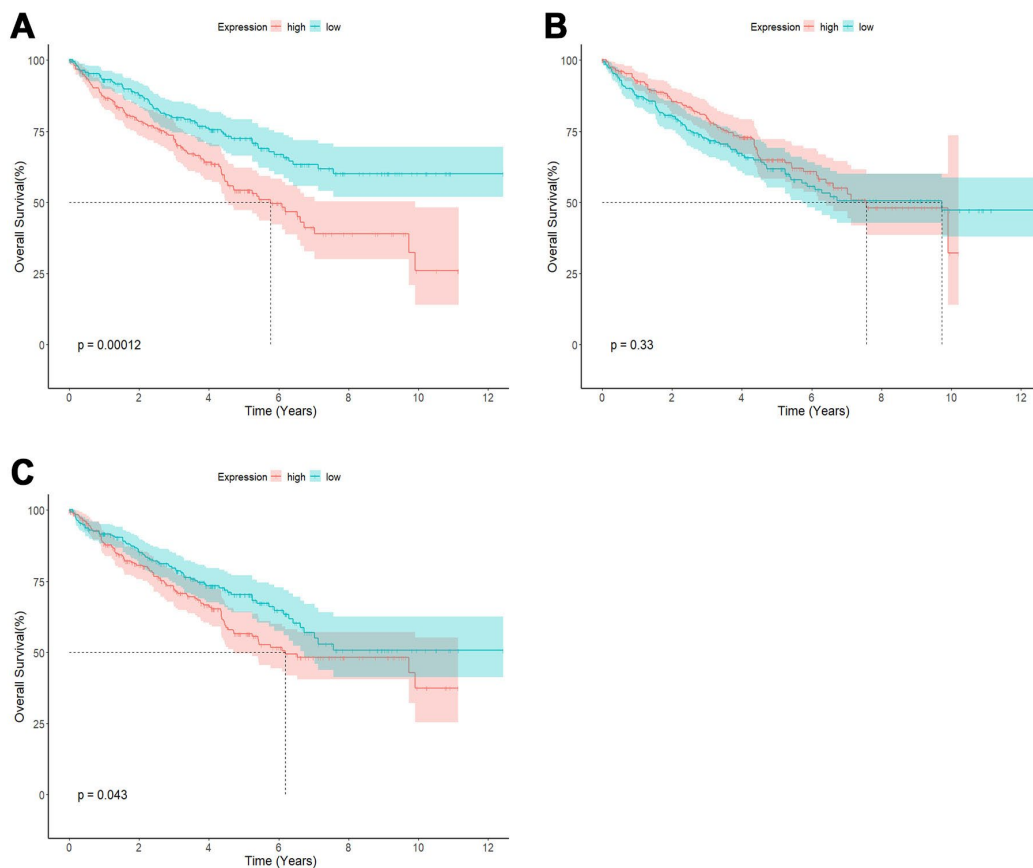 A
Expression high low
100
75
50
25
0
Overall Survival(%)
p = 0.00012
0 2 4 6 8 10 12
Time (Years)
B
Expression high low
100
75
50
25
0
Overall Survival(%)
p = 0.33
0 2 4 6 8 10 12
Time (Years)
C
Expression high low
100
75
50
25
0
Overall Survival(%)
p = 0.043
0 2 4 6 8 10 12
Time (Years)